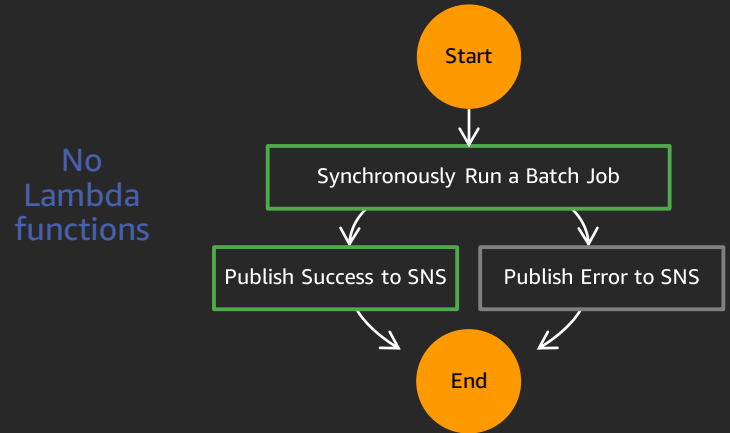 Start
No
Lambda
functions
Synchronously Run a Batch Job
Publish Success to SNS
Publish Error to SNS
End